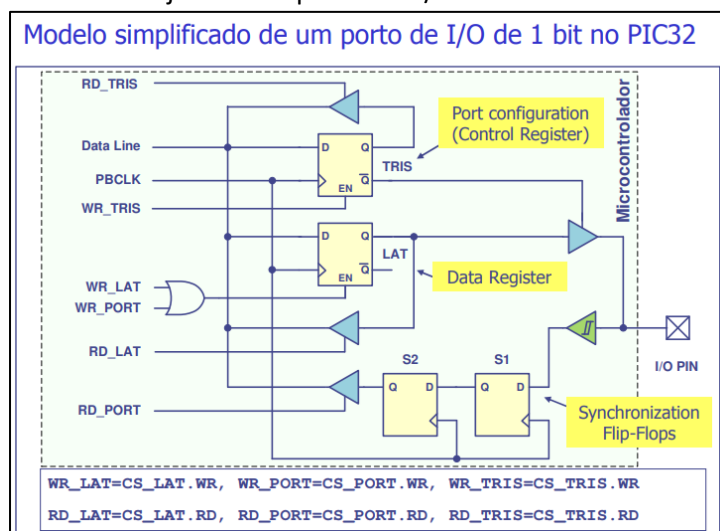 Modelo simplificado de um porto de I/O de 1 bit no PIC32
RD_TRIS
Microcontrolador
Port configuration
(Control Register)
Data Line
D
Q
TRIS
PBCLK
Q
EN
WR_TRIS
D
Q
LAT
Data Register
Q
WR_LAT
EN
WR_PORT
RD_LAT
S2
S1
I/O PIN
Q
D
Q
D
RD_PORT
Synchronization
Flip-Flops
WR_LAT=CS_LAT.WR, WR_PORT=CS_PORT.WR, WR_TRIS=CS_TRIS.WR
RD_LAT=CS_LAT.RD, RD_PORT=CS_PORT.RD, RD_TRIS=CS_TRIS.RD